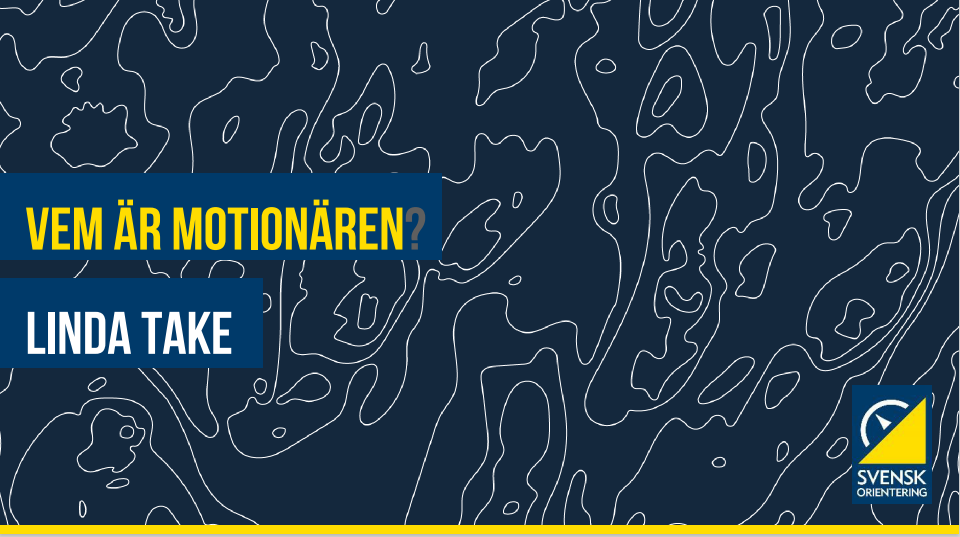 VEM ÄR MOTIONÄREN?
LINDA TAKE
SVENSK
ORIENTERING